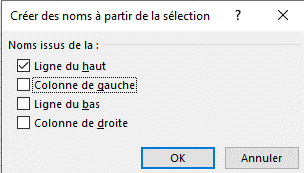 Créer des noms à partir de la sélection
Noms issus de la :
Ligne du haut
Colonne de gauche
Ligne du bas
Colonne de droite
OK Annuler